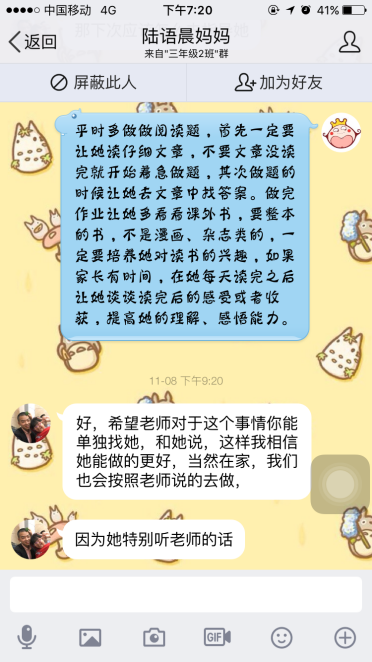 中国移动 4G 下午7:20 41%
返回 陆语晨妈妈
来自"三年级2班"群
屏蔽此人 加为好友
平时多做做阅读题，首先一定要
让她读仔细文章，不要文章没读
完就开始着急做题，其次做题的
时候让她去文章中找答案。做完
作业让她多看看课外书，要整本
的书，不是漫画、杂志类的，一
定要培养她对读书的兴趣，如果
家长有时间，在她每天读完之后
让她谈谈读完后的感受或者收
获，提高她的理解、感悟能力。
11-08 下午9:20
好，希望老师对于这个事情你能
单独找她，和她说，这样我相信
她能做的更好，当然在家，我们
也会按照老师说的去做，
因为她特别听老师的话
GIF